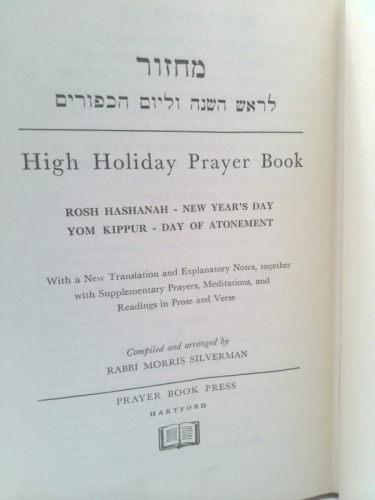 מחזור
לראש השנה וליום הכפורים
High Holiday Prayer Book
ROSH HASHANAH - NEW YEAR'S DAY
YOM KIPPUR - DAY OF ATONEMENT
With a New Translation and Explanatory Notes, together
with Supplementary Prayers, Meditations, and
Readings in Prose and Verse
Compiled and arranged by
RABBI MORRIS SILVERMAN
PRAYER BOOK PRESS
HARTFORD